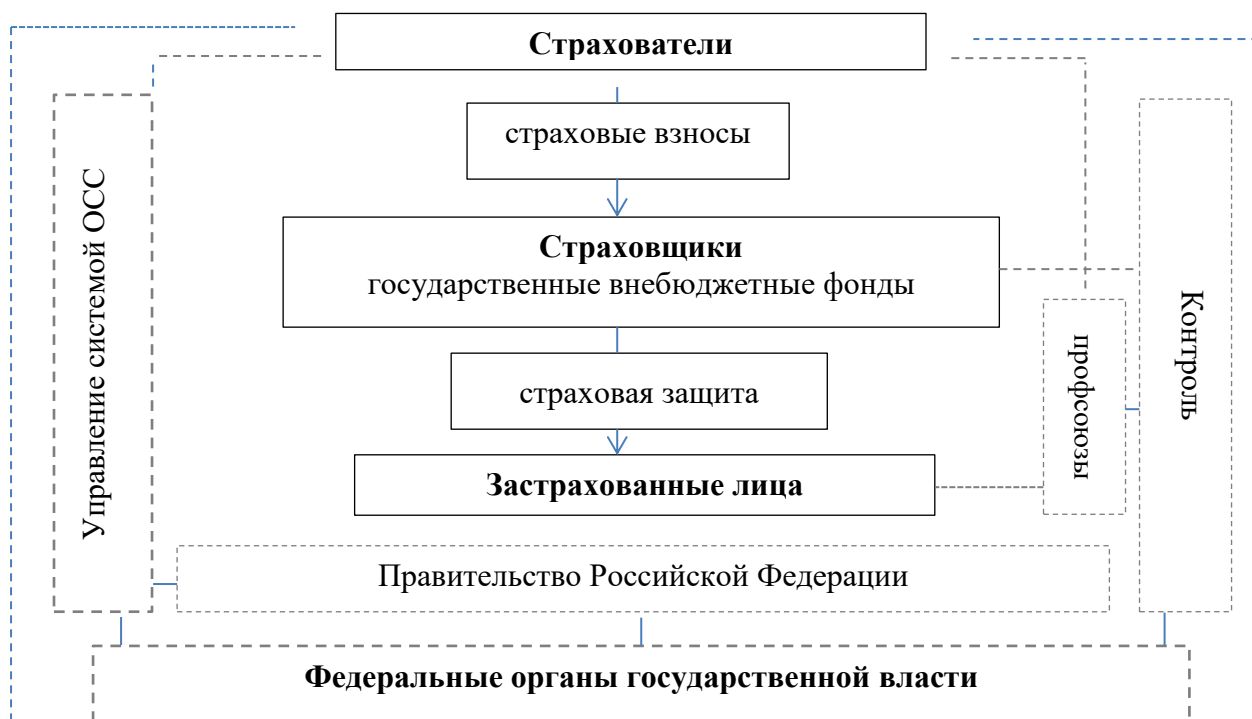 Страхователи
страховые взносы
Управление системой ОСС
Страховщики
государственные внебюджетные фонды
Контроль
профсоюзы
страховая защита
Застрахованные лица
Правительство Российской Федерации
Федеральные органы государственной власти